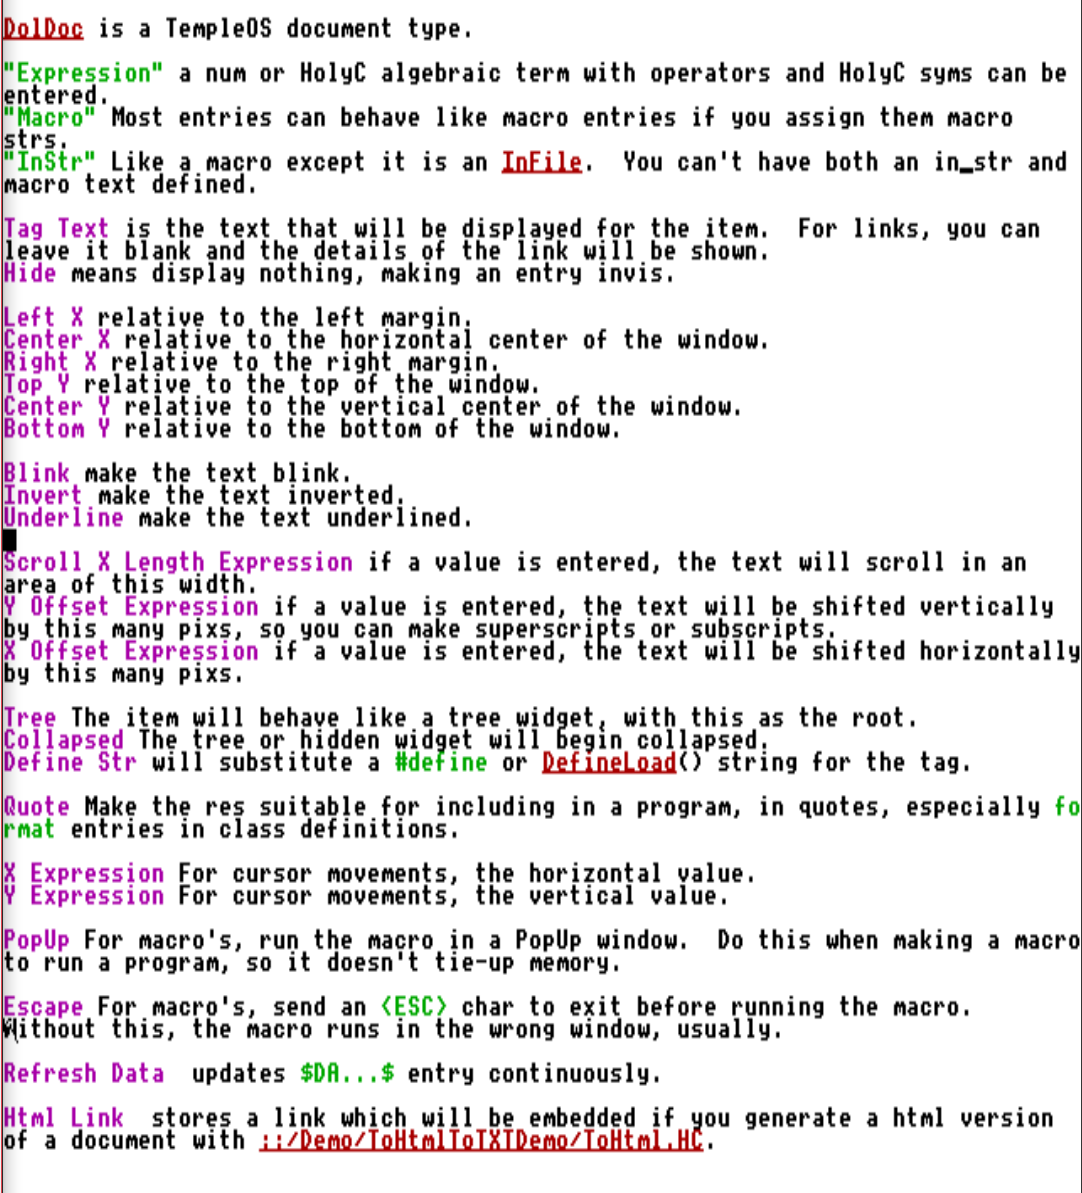 DolDoc is a TempleOS document type.
"Expression" a num or HolyC algebraic term with operators and HolyC syms can be
entered.
"Macro" Most entries can behave like macro entries if you assign them macro
strs.
"InStr" Like a macro except it is an InFile.  You can't have both an in_str and
macro text defined.
Tag Text is the text that will be displayed for the item.  For links, you can
leave it blank and the details of the link will be shown.
Hide means display nothing, making an entry invis.
Left X relative to the left margin.
Center X relative to the horizontal center of the window.
Right X relative to the right margin.
Top Y relative to the top of the window.
Center Y relative to the vertical center of the window.
Bottom Y relative to the bottom of the window.
Blink make the text blink.
Invert make the text inverted.
Underline make the text underlined.
Scroll X Length Expression if a value is entered, the text will scroll in an
area of this width.
Y Offset Expression if a value is entered, the text will be shifted vertically
by this many pixs, so you can make superscripts or subscripts.
X Offset Expression if a value is entered, the text will be shifted horizontally
by this many pixs.
Tree The item will behave like a tree widget, with this as the root.
Collapsed The tree or hidden widget will begin collapsed.
Define Str will substitute a #define or DefineLoad() string for the tag.
Quote Make the res suitable for including in a program, in quotes, especially fo
rmat entries in class definitions.
X Expression For cursor movements, the horizontal value.
Y Expression For cursor movements, the vertical value.
PopUp For macro's, run the macro in a PopUp window.  Do this when making a macro
to run a program, so it doesn't tie-up memory.
Escape For macro's, send an <ESC> char to exit before running the macro.
Without this, the macro runs in the wrong window, usually.
Refresh Data  updates $DA...$ entry continuously.
Html Link  stores a link which will be embedded if you generate a html version
of a document with ::/Demo/ToHtmlToTXTDemo/ToHtml.HC.